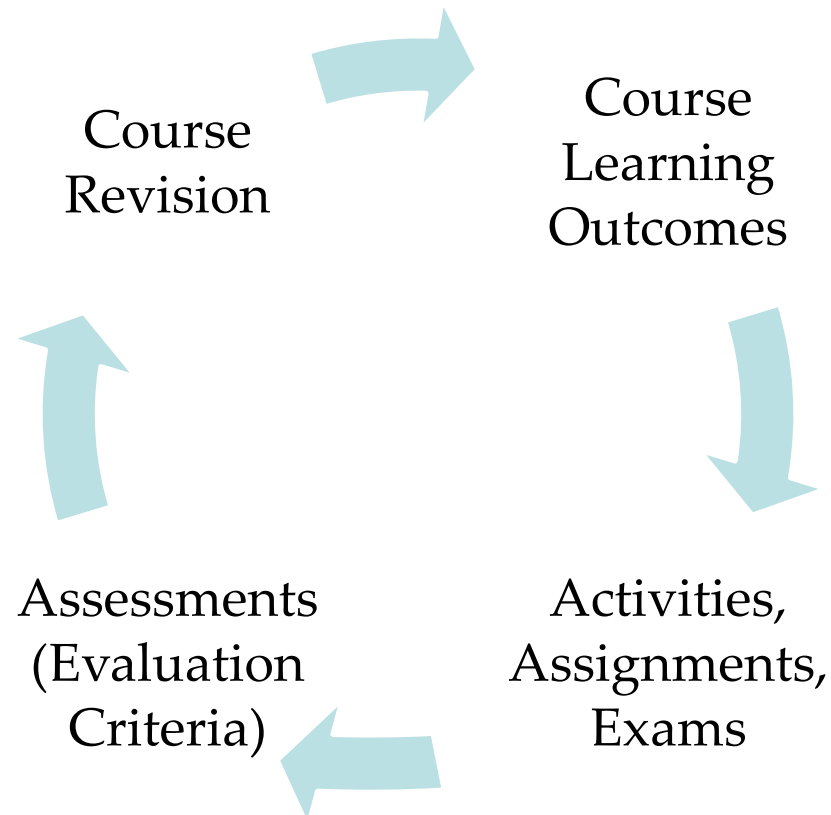 Course
Revision
Course
Learning
Outcomes
Activities,
Assignments,
Exams
Assessments
(Evaluation
Criteria)